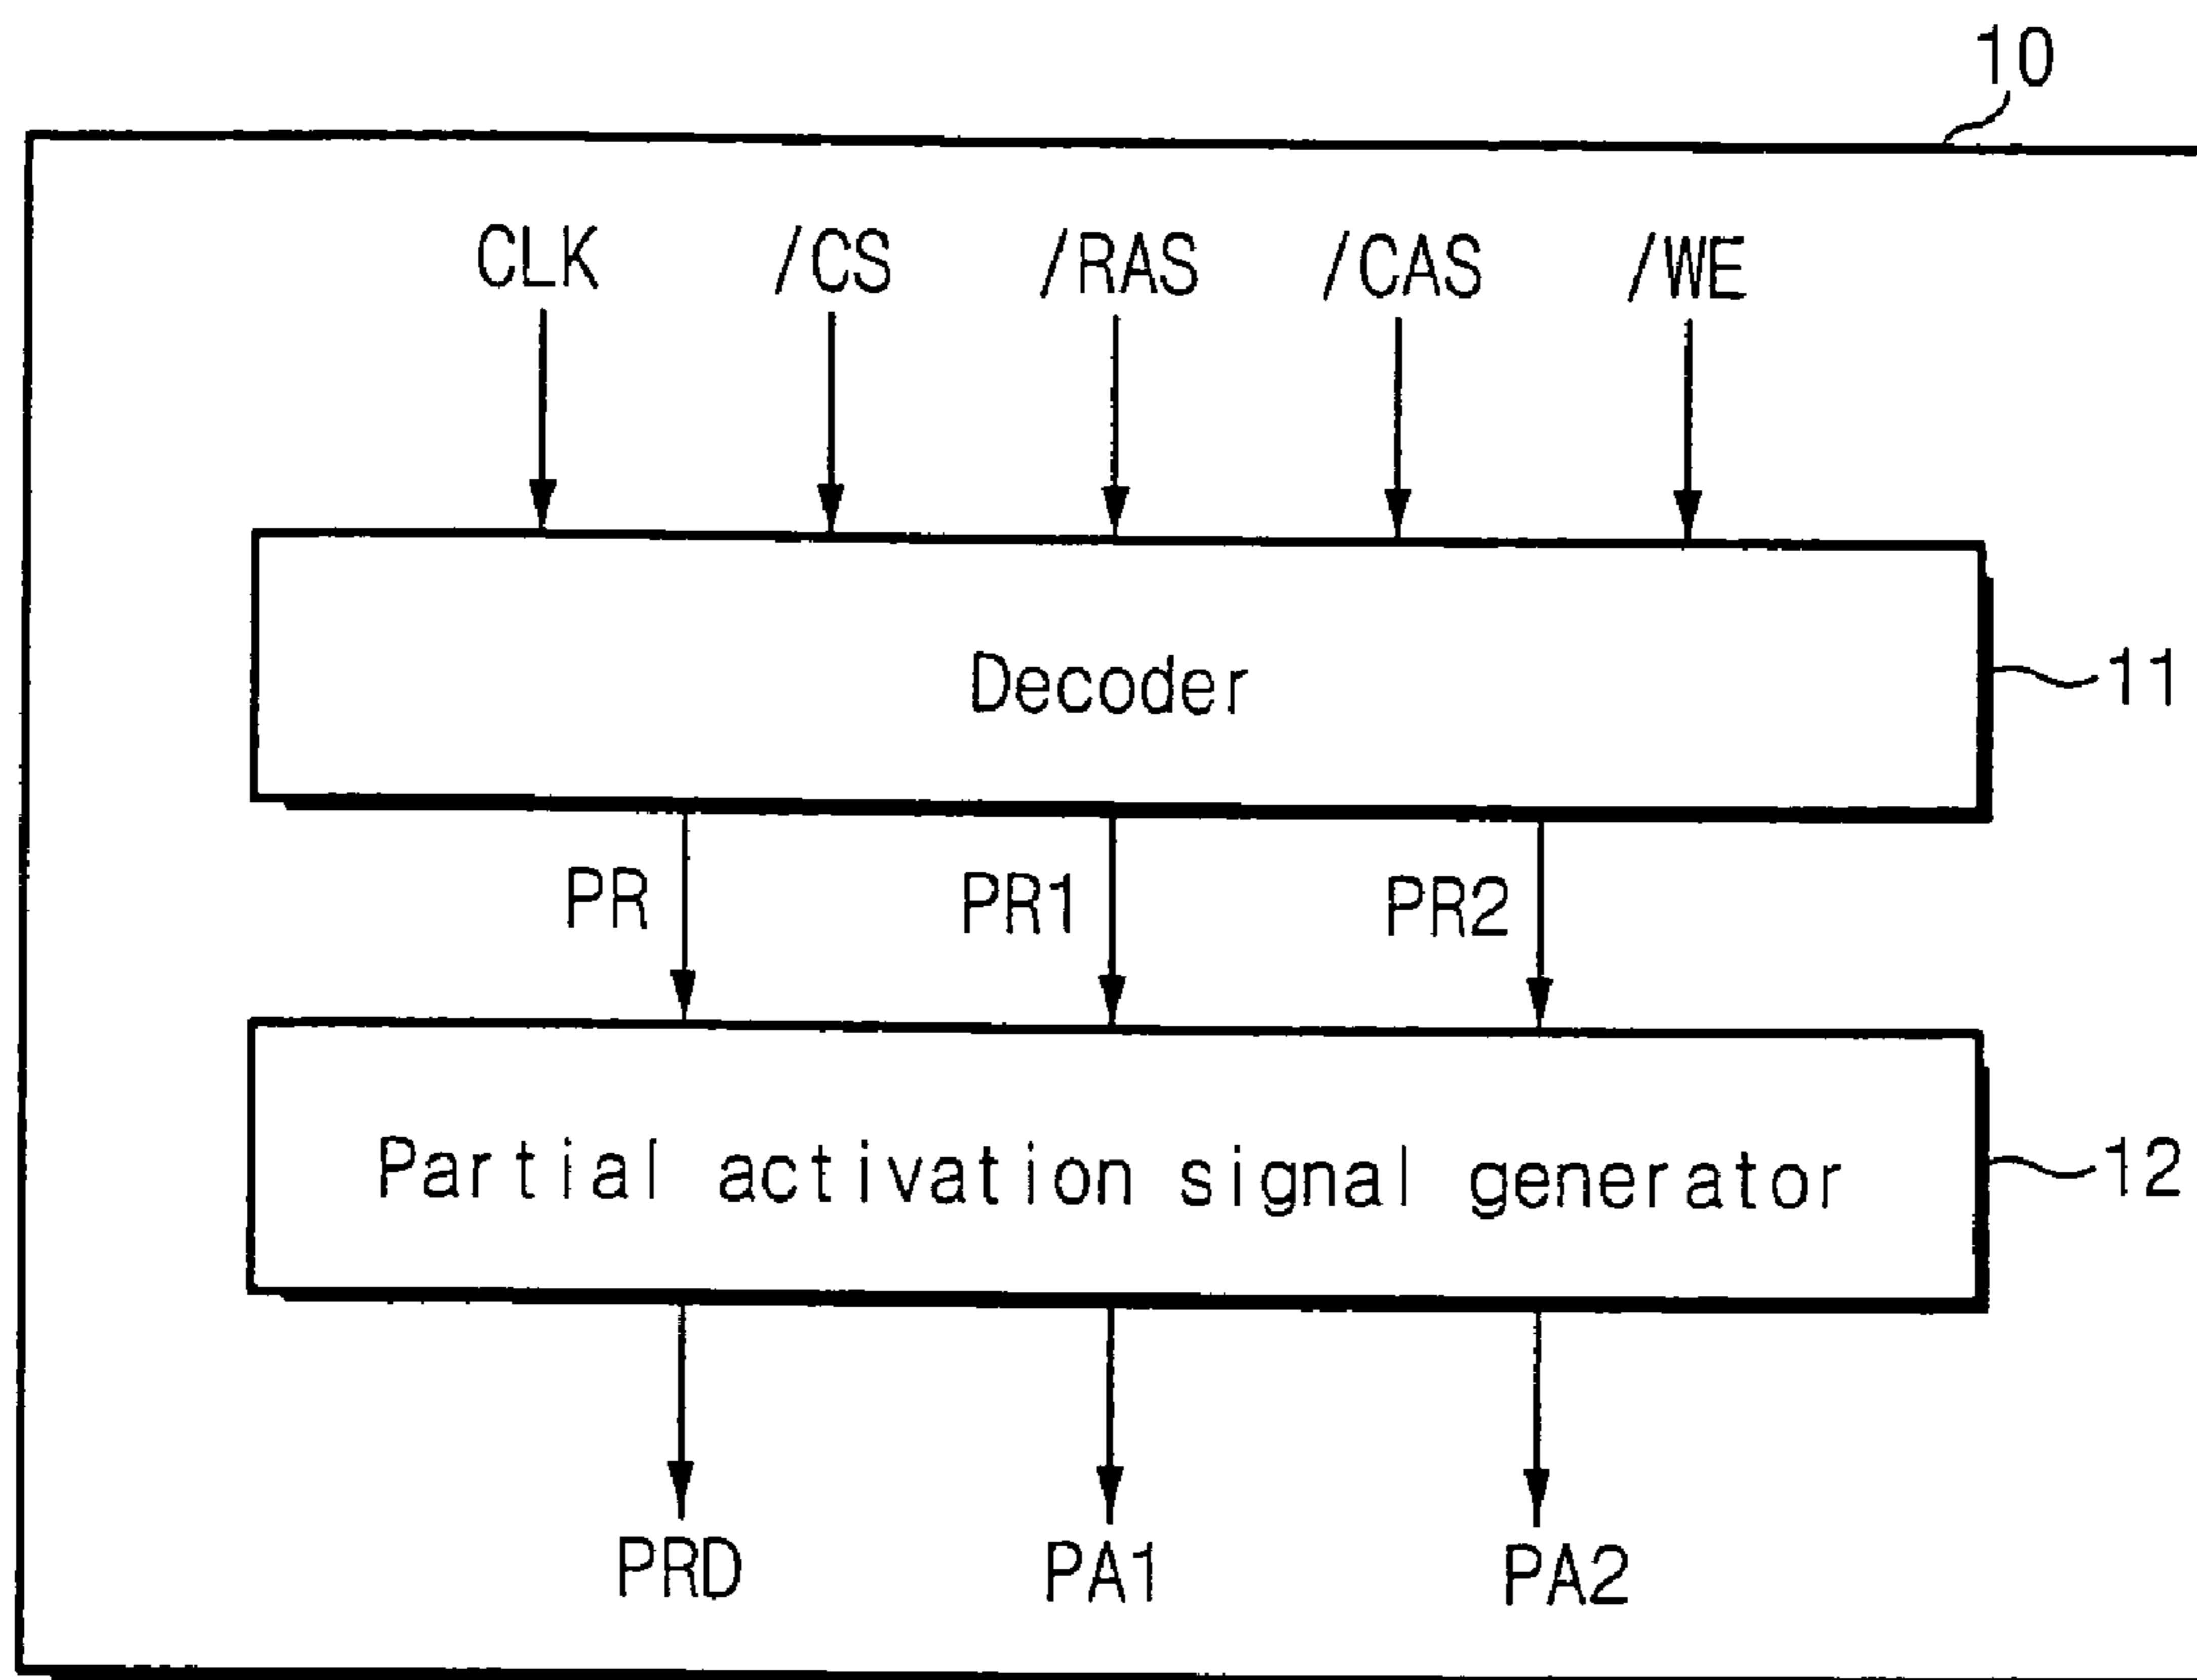 10
CLK /CS /RAS /CAS /WE
Decoder
11
PR PR1 PR2
Partial activation signal generator
12
PRD PA1 PA2